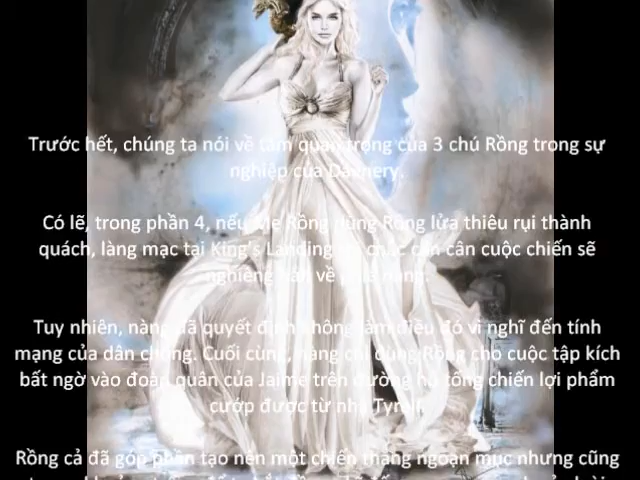 Trước hết, chúng ta nói về tầm quan trọng của 3 chú Rồng trong sự
nghiệp của Daenery.
Có lẽ, trong phần 4, nếu Mẹ Rồng dùng Rồng lửa thiêu rụi thành
quách, làng mạc tại King's Landing thì chắc cán cân cuộc chiến sẽ
nghiêng hẳn về phía nàng.
Tuy nhiên, nàng đã quyết định không làm điều đó vì nghĩ đến tính
mạng của dân chúng. Cuối cùng, nàng chỉ dùng Rồng cho cuộc tập kích
bất ngờ vào đoàn quân của Jaime trên đường hộ tống chiến lợi phẩm
cướp được từ nhà Tyrell.
Rồng cả đã góp phần tạo nên một chiến thắng ngoạn mục nhưng cũng